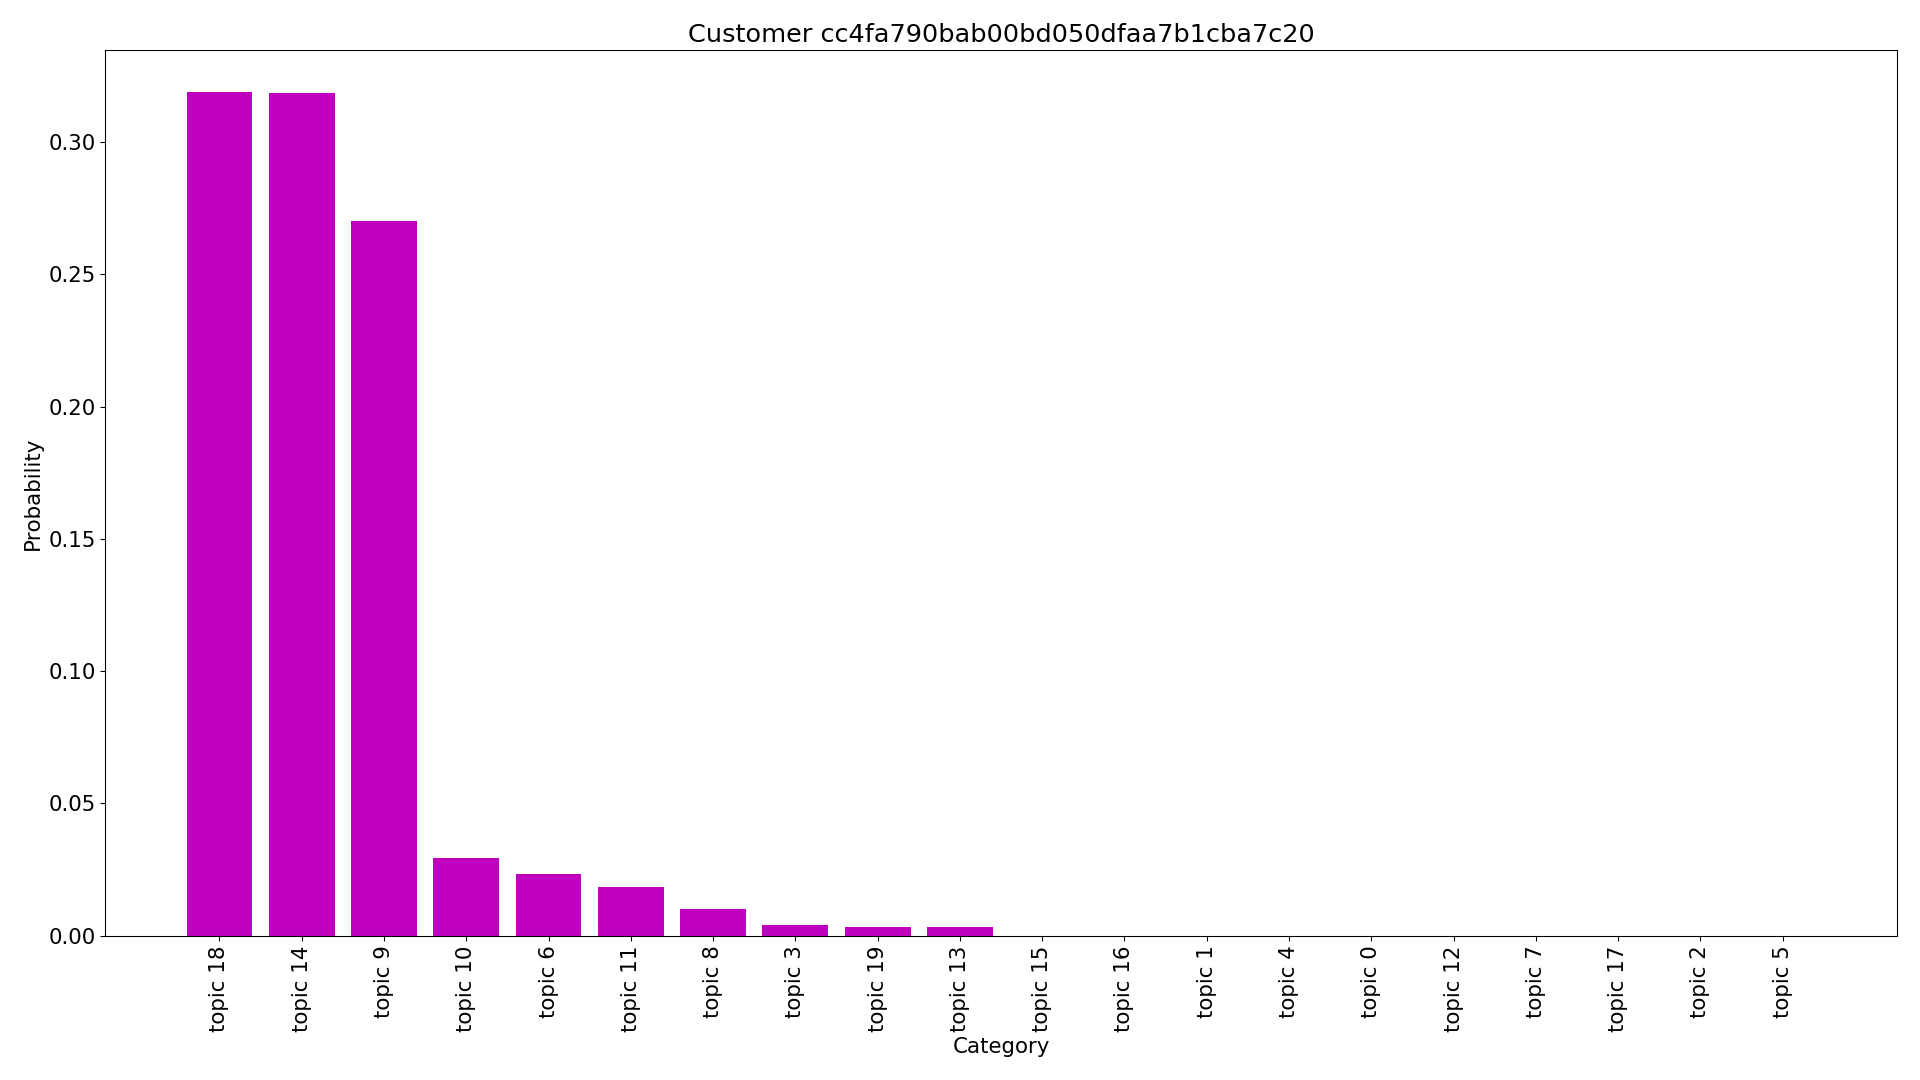 Customer cc4fa790bab00bd050dfaa7b1cba7c20
Probability
0.30
0.25
0.20
0.15
0.10
0.05
0.00
topic 18
topic 14
topic 9
topic 10
topic 6
topic 11
topic 8
topic 3
topic 19
topic 13
topic 15
topic 16
topic 1
topic 4
topic 0
topic 12
topic 7
topic 17
topic 2
topic 5
Category